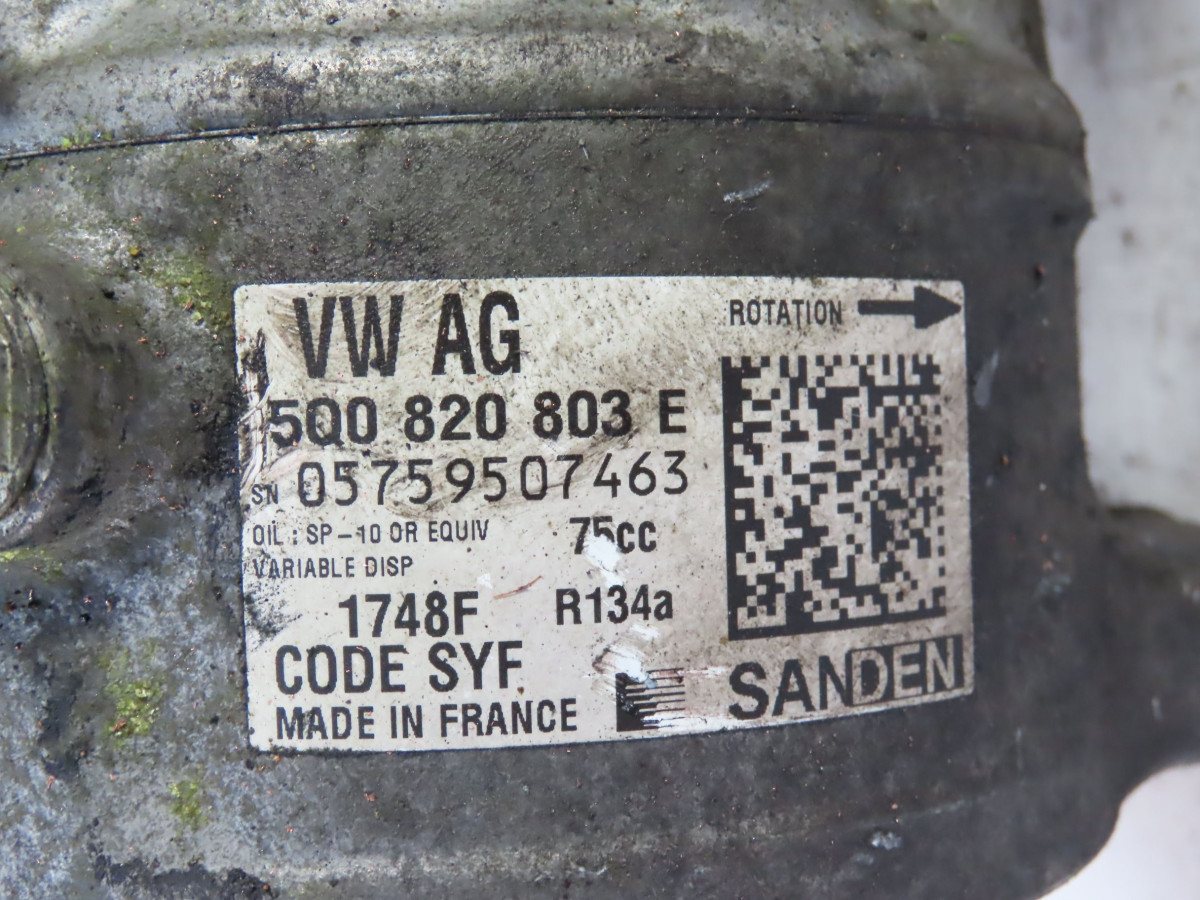 VW AG
ROTATION
5Q0 820 803 E
SN 05759507463
OIL : SP-10 OR EQUIV 75cc
VARIABLE DISP
1748F R134a
CODE SYF
MADE IN FRANCE
SANDEN